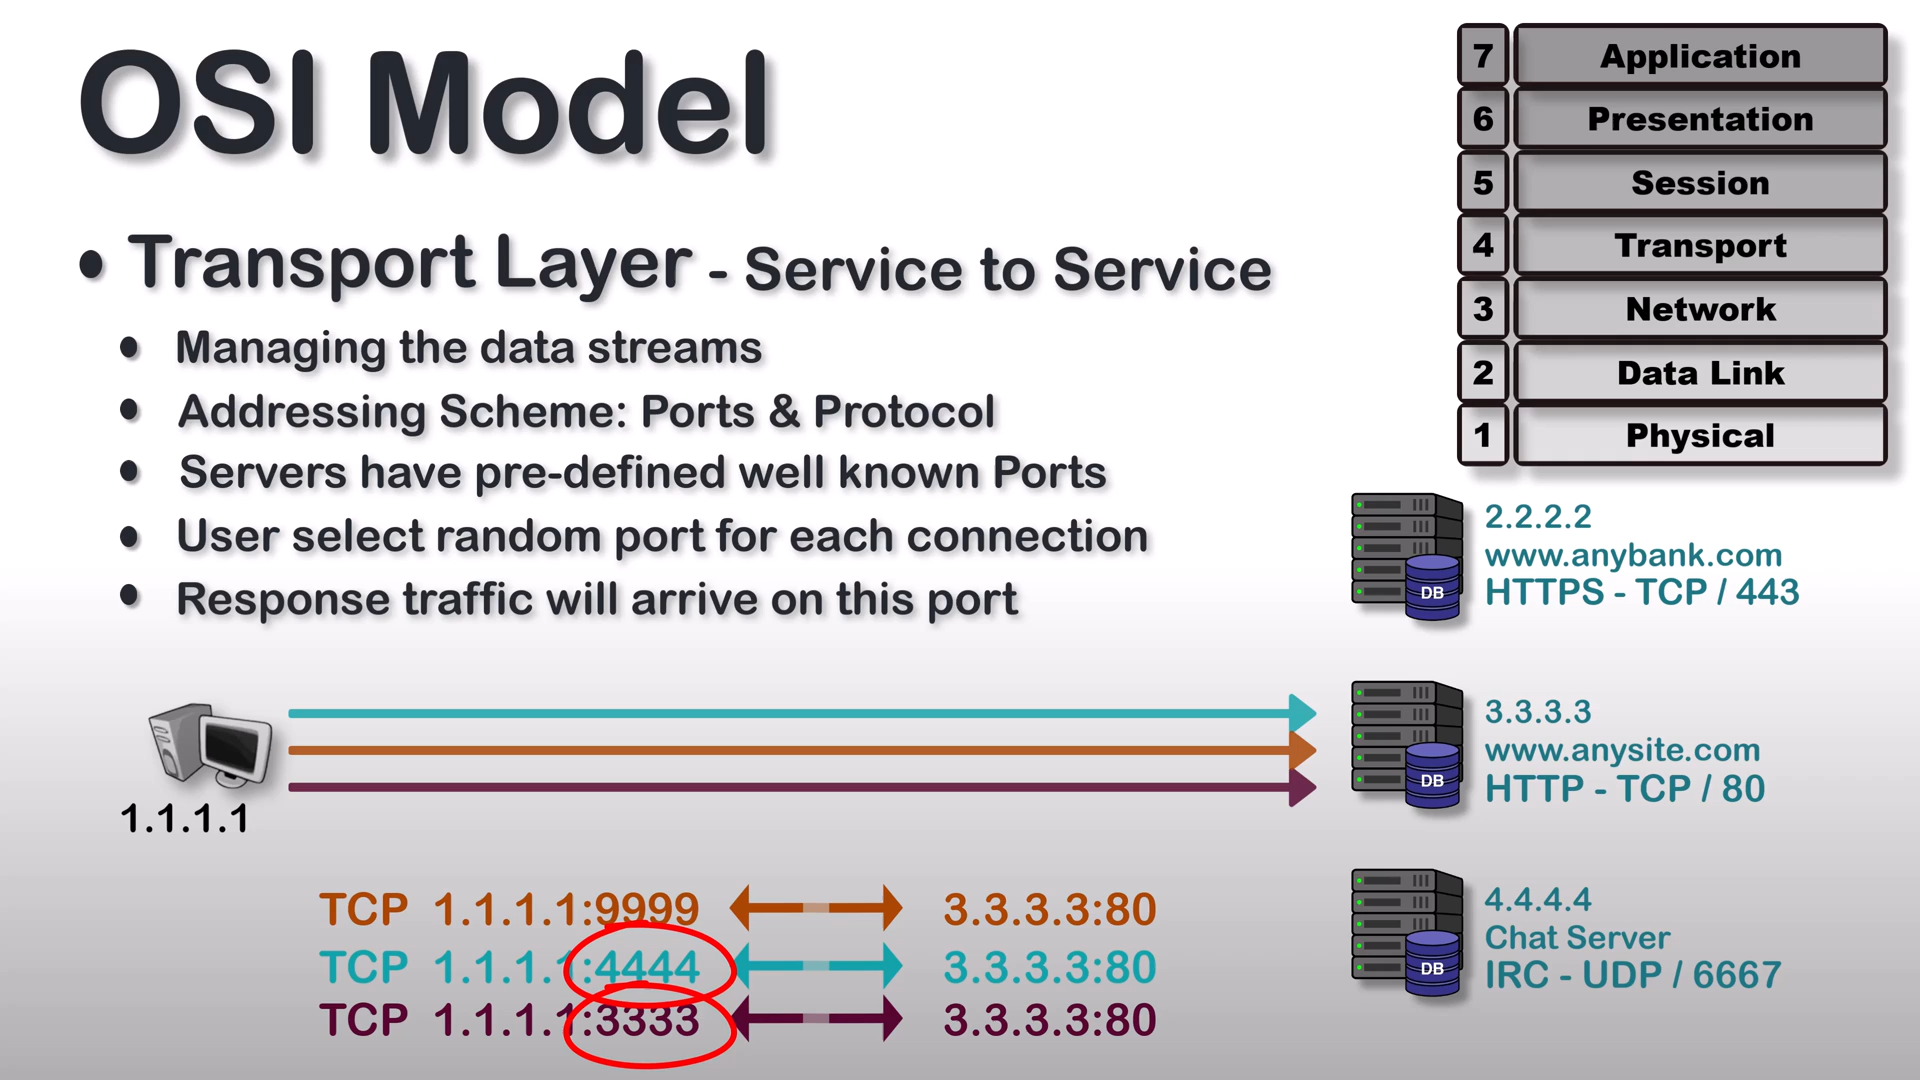 OSI Model
• Transport Layer - Service to Service
• Managing the data streams
• Addressing Scheme: Ports & Protocol
• Servers have pre-defined well known Ports
• User select random port for each connection
• Response traffic will arrive on this port
7 Application
6 Presentation
5 Session
4 Transport
3 Network
2 Data Link
1 Physical
DB
2.2.2.2
www.anybank.com
HTTPS - TCP / 443
DB
3.3.3.3
www.anysite.com
HTTP - TCP / 80
DB
4.4.4.4
Chat Server
IRC - UDP / 6667
1.1.1.1
TCP 1.1.1.1:9999 3.3.3.3:80
TCP 1.1.1.1:4444 3.3.3.3:80
TCP 1.1.1.1:3333 3.3.3.3:80